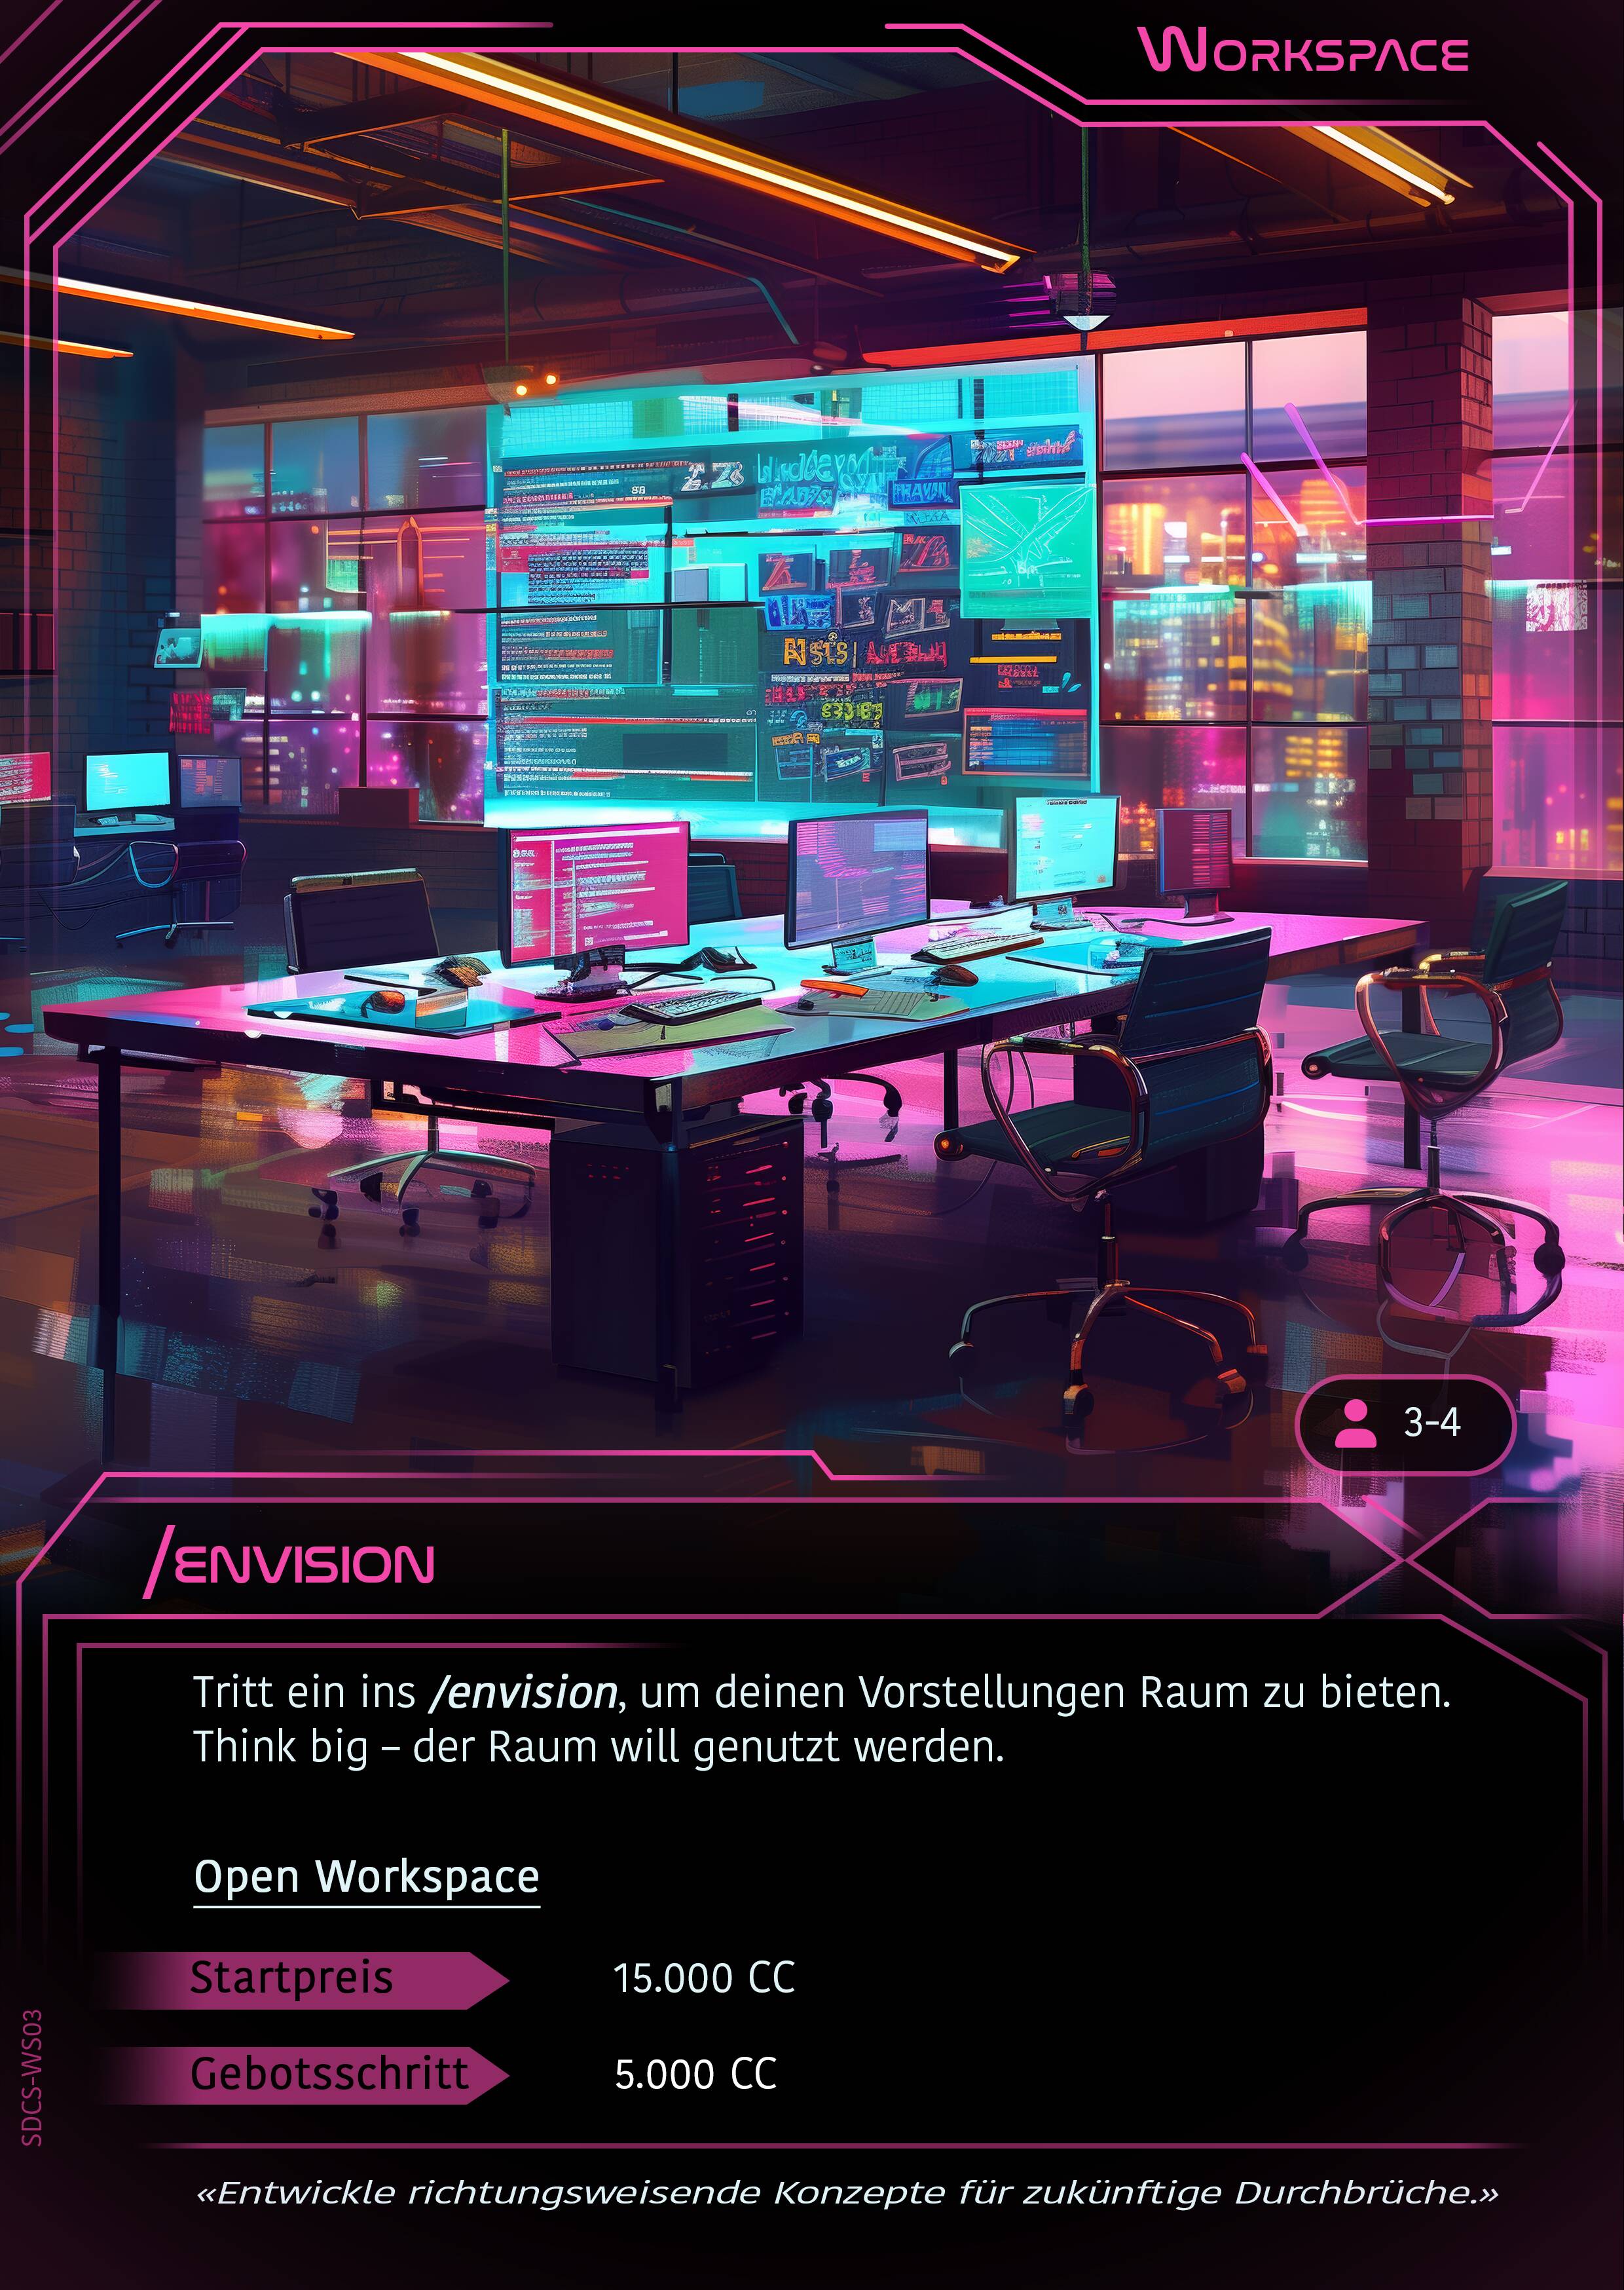 WORKSPACE
3-4
/ENVISION
Tritt ein ins /envision, um deinen Vorstellungen Raum zu bieten.
Think big – der Raum will genutzt werden.
Open Workspace
Startpreis 15.000 CC
Gebotsschritt 5.000 CC
SDCS-WS03
«Entwickle richtungsweisende Konzepte für zukünftige Durchbrüche.»